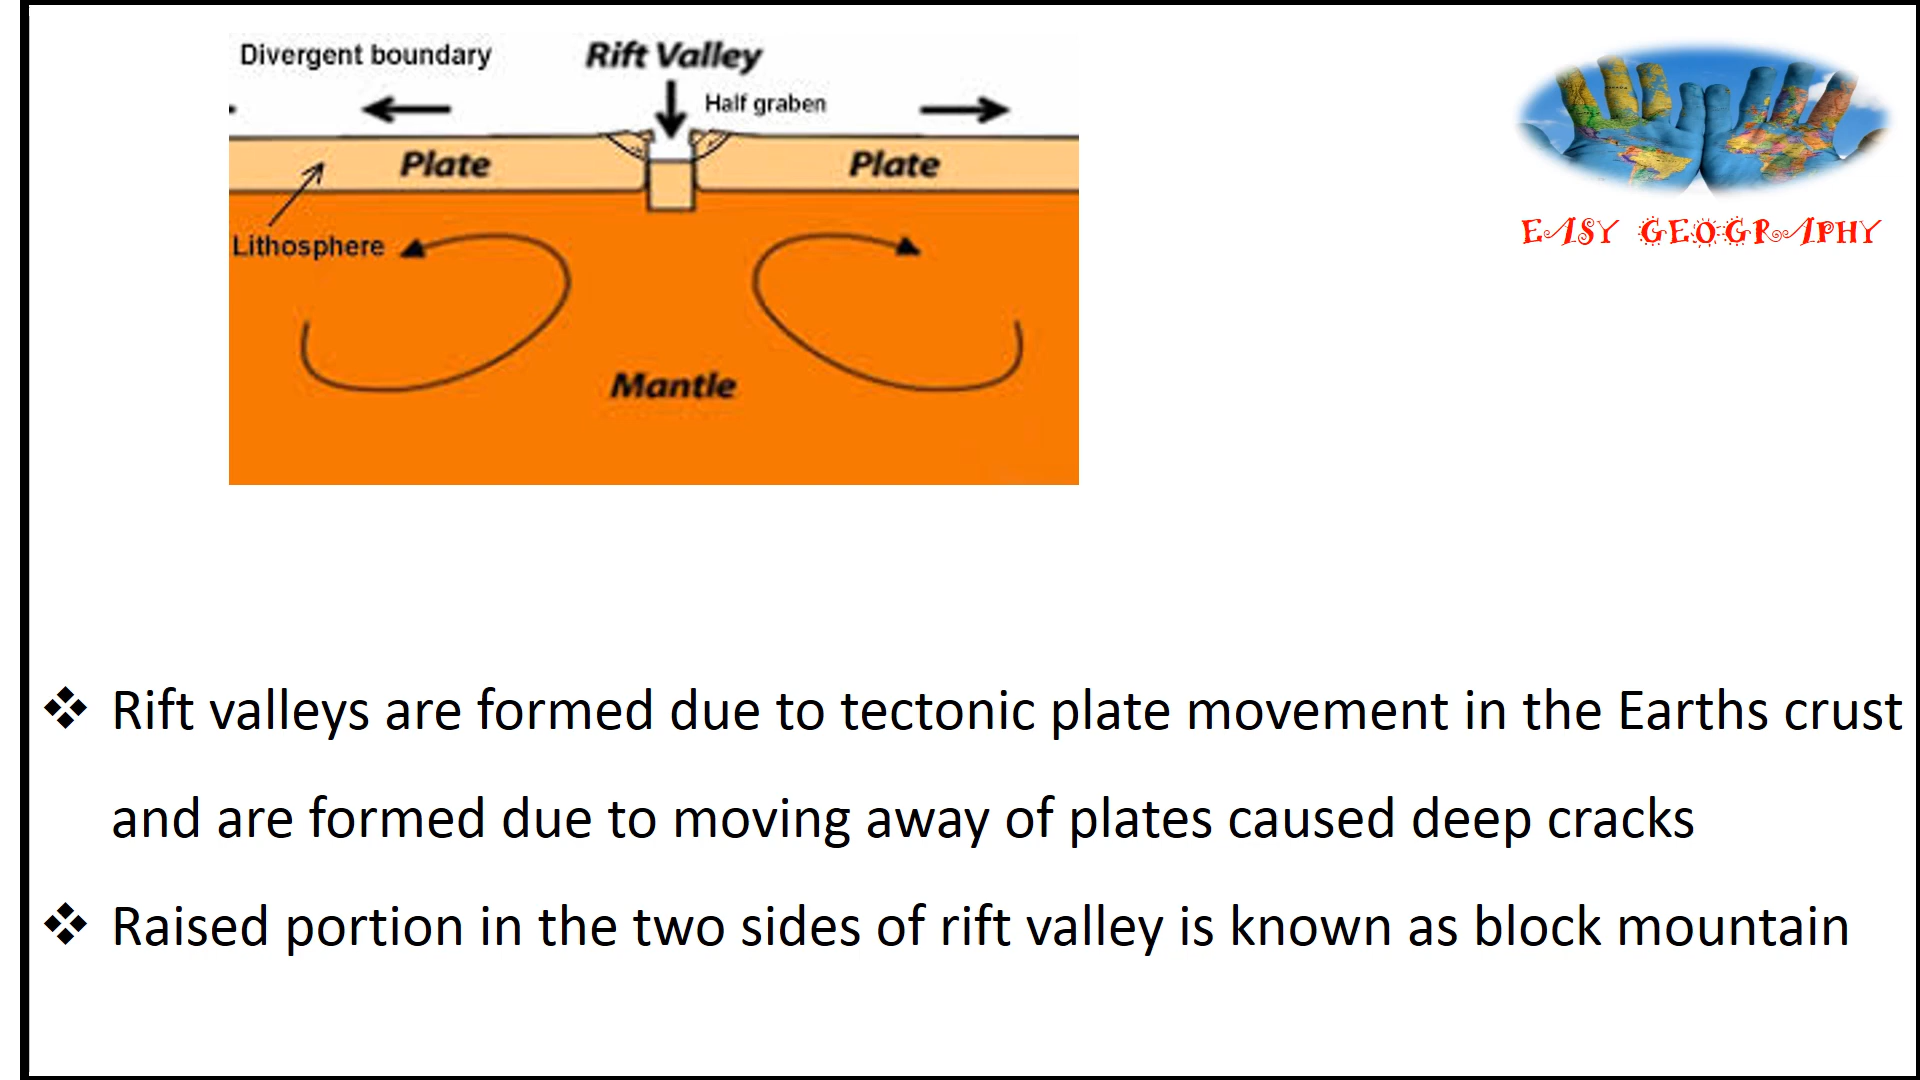 Divergent boundary
Rift Valley
Half graben
Plate
Plate
Lithosphere
Mantle
EASY GEOGRAPHY
❖ Rift valleys are formed due to tectonic plate movement in the Earths crust
and are formed due to moving away of plates caused deep cracks
❖ Raised portion in the two sides of rift valley is known as block mountain